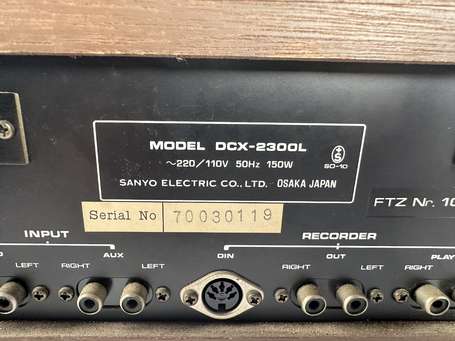 MODEL DCX-2300L
~220/110V 50Hz 150W
SANYO ELECTRIC CO., LTD. OSAKA JAPAN
S
SO-10
Serial No 70030119
FTZ Nr. 10
INPUT
RECORDER
LEFT RIGHT AUX LEFT DIN RIGHT OUT LEFT RIGHT PLAY